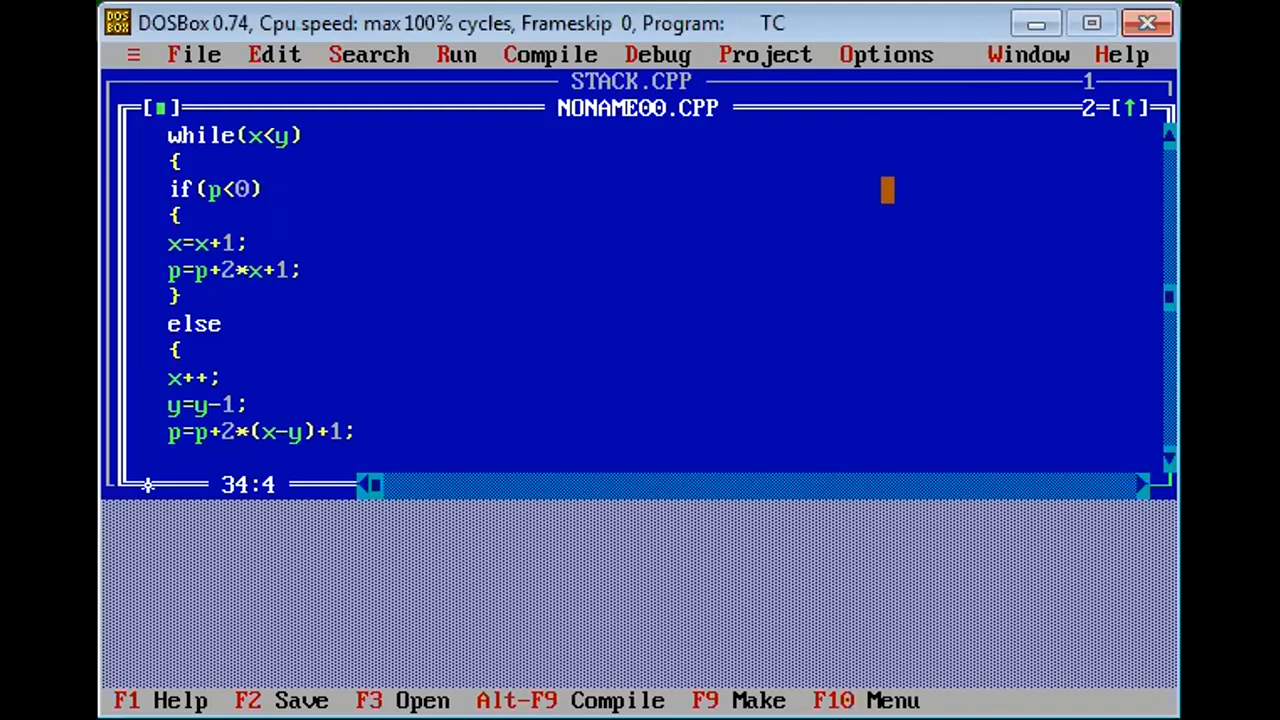 DOS BOX DOSBox 0.74, Cpu speed: max 100% cycles, Frameskip 0, Program: TC
≡ File Edit Search Run Compile Debug Project Options Window Help
STACK.CPP 1
[■] NONAME00.CPP 2=[↑]
while(x<y)
{
if(p<0)
{
x=x+1;
p=p+2*x+1;
}
else
{
x++;
y=y-1;
p=p+2*(x-y)+1;
34:4
F1 Help F2 Save F3 Open Alt-F9 Compile F9 Make F10 Menu